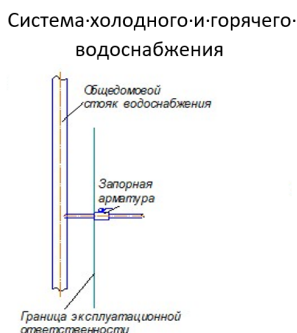 Система·холодного·и·горячего·
водоснабжения
Общедомовой
стояк водоснабжения
Запорная
арматура
Граница эксплуатационной
ответственности